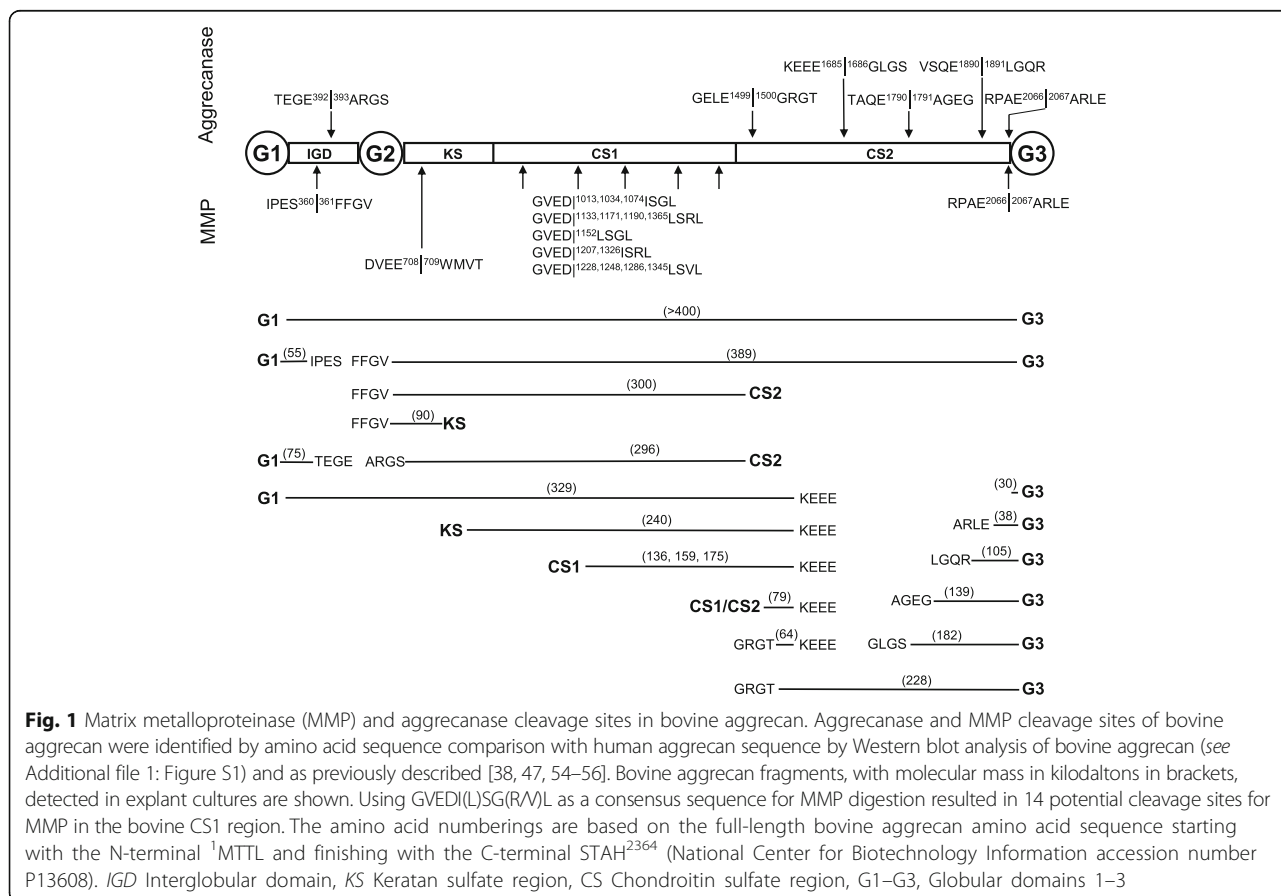 Aggrecanase
KEEE1685|1686GLGS VSQE1890|1891LGQR
TEGE392|393ARGS GELE1499|1500GRGT TAQE1790|1791AGEG RPAE2066|2067ARLE
G1 IGD G2 KS CS1 CS2 G3
MMP
IPES360|361FFGV GVED|1013,1034,1074ISGL RPAE2066|2067ARLE
GVED|1133,1171,1190,1365LSRL
GVED|1152LSGL
GVED|1207,1326ISRL
DVEE708|709WMVT GVED|1228,1248,1286,1345LSVL
G1 (>400) G3
G1 (55) IPES FFGV (389) G3
FFGV (300) CS2
FFGV (90) KS
G1 (75) TEGE ARGS (296) CS2
G1 (329) KEEE (30) G3
KS (240) KEEE ARLE (38) G3
CS1 (136, 159, 175) KEEE LGQR (105) G3
CS1/CS2 (79) KEEE AGEG (139) G3
GRGT (64) KEEE GLGS (182) G3
GRGT (228) G3
Fig. 1 Matrix metalloproteinase (MMP) and aggrecanase cleavage sites in bovine aggrecan. Aggrecanase and MMP cleavage sites of bovine
aggrecan were identified by amino acid sequence comparison with human aggrecan sequence by Western blot analysis of bovine aggrecan (see
Additional file 1: Figure S1) and as previously described [38, 47, 54–56]. Bovine aggrecan fragments, with molecular mass in kilodaltons in brackets,
detected in explant cultures are shown. Using GVEDI(L)SG(R/V)L as a consensus sequence for MMP digestion resulted in 14 potential cleavage sites for
MMP in the bovine CS1 region. The amino acid numberings are based on the full-length bovine aggrecan amino acid sequence starting
with the N-terminal 1MTTL and finishing with the C-terminal STAH2364 (National Center for Biotechnology Information accession number
P13608). IGD Interglobular domain, KS Keratan sulfate region, CS Chondroitin sulfate region, G1–G3, Globular domains 1–3